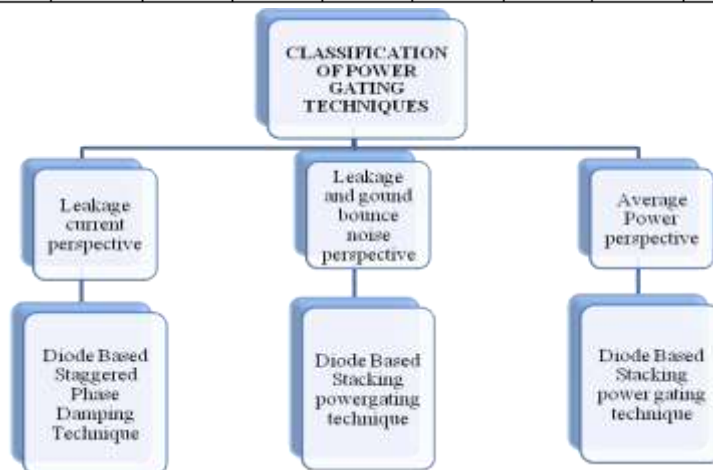 CLASSIFICATION
OF POWER
GATING
TECHNIQUES
Leakage
current
perspective
Leakage
and gound
bounce
noise
perspective
Average
Power
perspective
Diode Based
Staggered
Phase
Damping
Technique
Diode Based
Stacking
powergating
technique
Diode Based
Stacking
power gating
technique